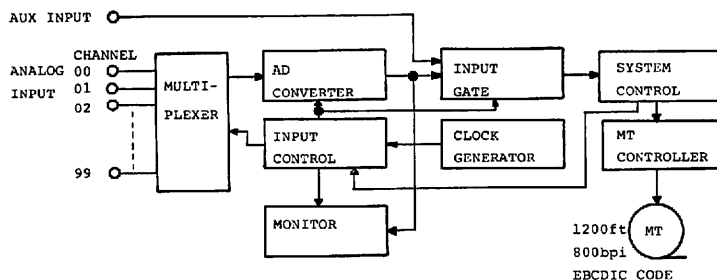 AUX INPUT
CHANNEL
ANALOG 00
INPUT 01
02
99
MULTI-
PLEXER
AD
CONVERTER
INPUT
GATE
SYSTEM
CONTROL
INPUT
CONTROL
CLOCK
GENERATOR
MT
CONTROLLER
MONITOR
1200ft
MT
800bpi
EBCDIC CODE